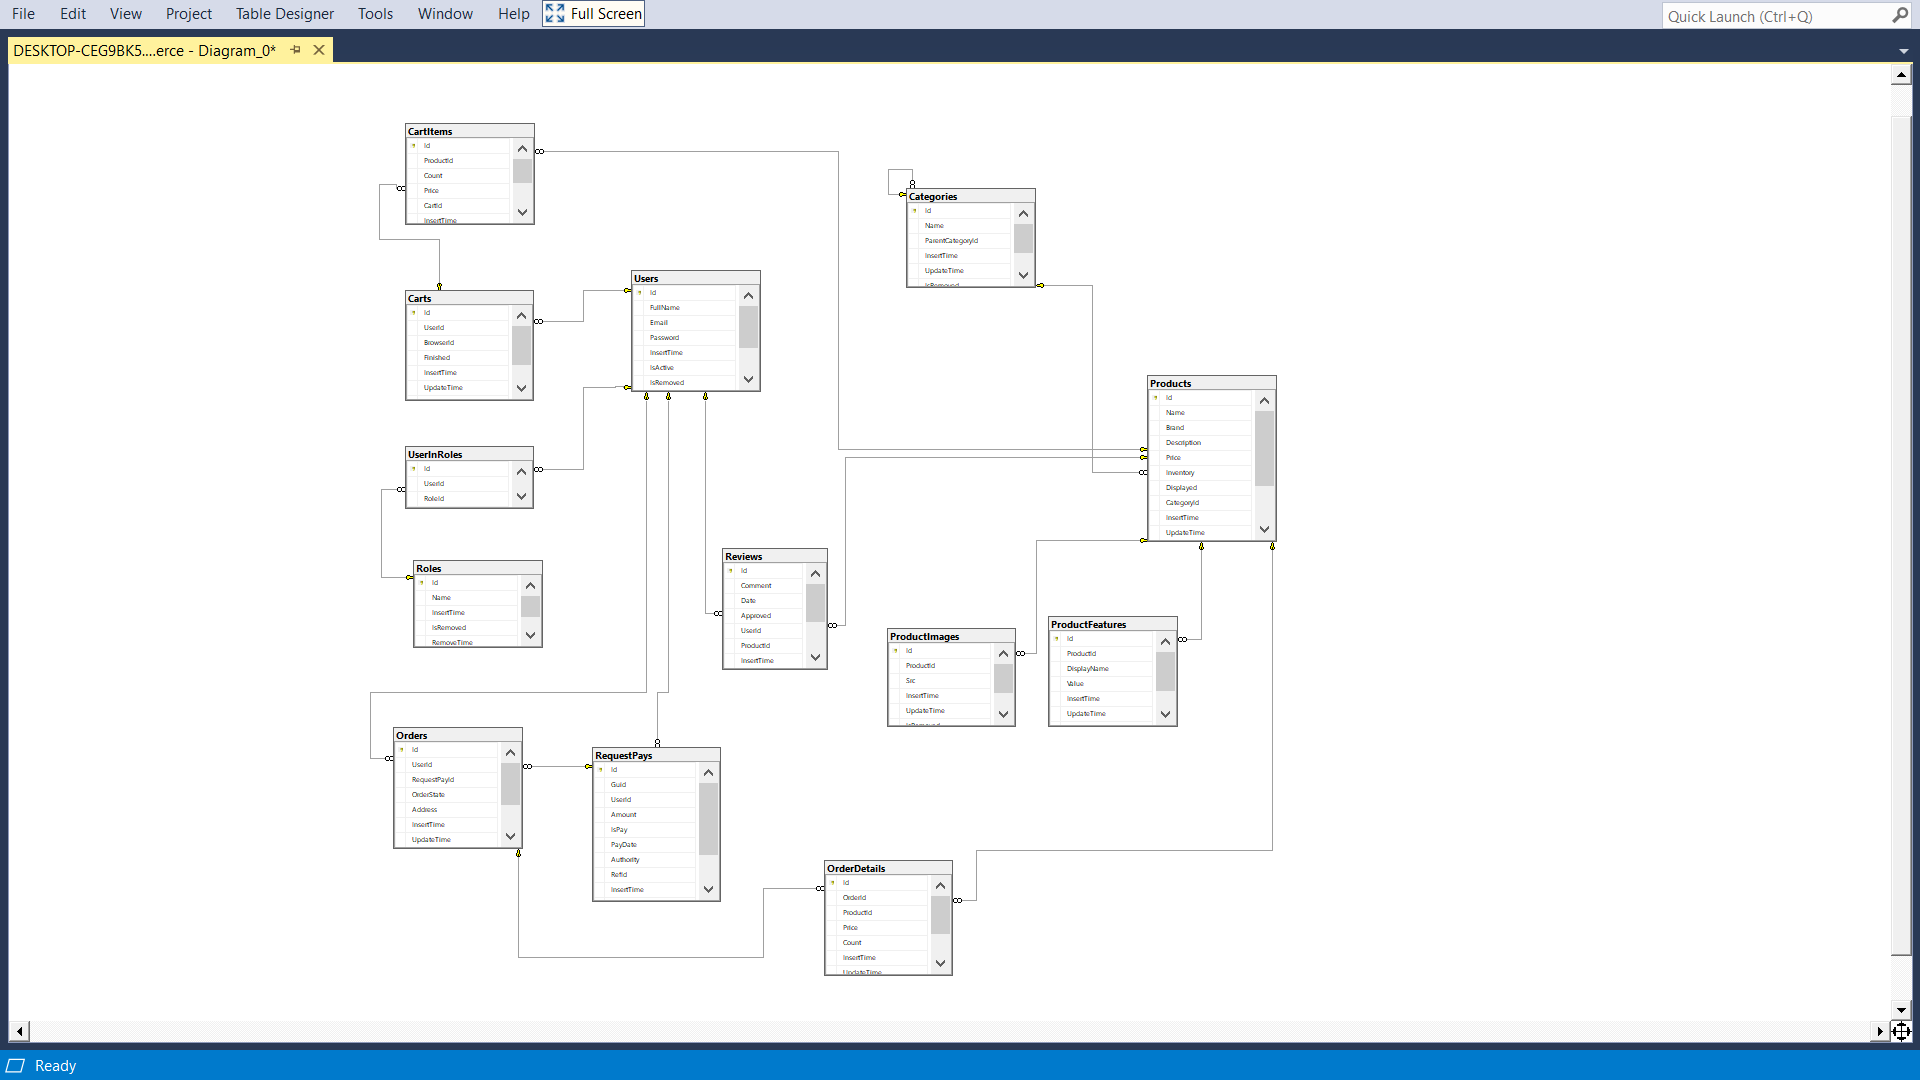 File Edit View Project Table Designer Tools Window Help Full Screen
Quick Launch (Ctrl+Q)
DESKTOP-CEG9BK5....erce - Diagram_0*
CartItems
Id
ProductId
Count
Price
CartId
InsertTime
Categories
Id
Name
ParentCategoryId
InsertTime
UpdateTime
IsRemoved
Users
Id
FullName
Email
Password
InsertTime
IsActive
IsRemoved
Carts
Id
UserId
BrowserId
Finished
InsertTime
UpdateTime
Products
Id
Name
Brand
Description
Price
Inventory
Displayed
CategoryId
InsertTime
UpdateTime
UserInRoles
Id
UserId
RoleId
Roles
Id
Name
InsertTime
IsRemoved
RemoveTime
Reviews
Id
Comment
Date
Approved
UserId
ProductId
InsertTime
ProductImages
Id
ProductId
Src
InsertTime
UpdateTime
IsRemoved
ProductFeatures
Id
ProductId
DisplayName
Value
InsertTime
UpdateTime
Orders
Id
UserId
RequestPayId
OrderState
Address
InsertTime
UpdateTime
RequestPays
Id
Guid
UserId
Amount
IsPay
PayDate
Authority
RefId
InsertTime
OrderDetails
Id
OrderId
ProductId
Price
Count
InsertTime
UpdateTime
Ready